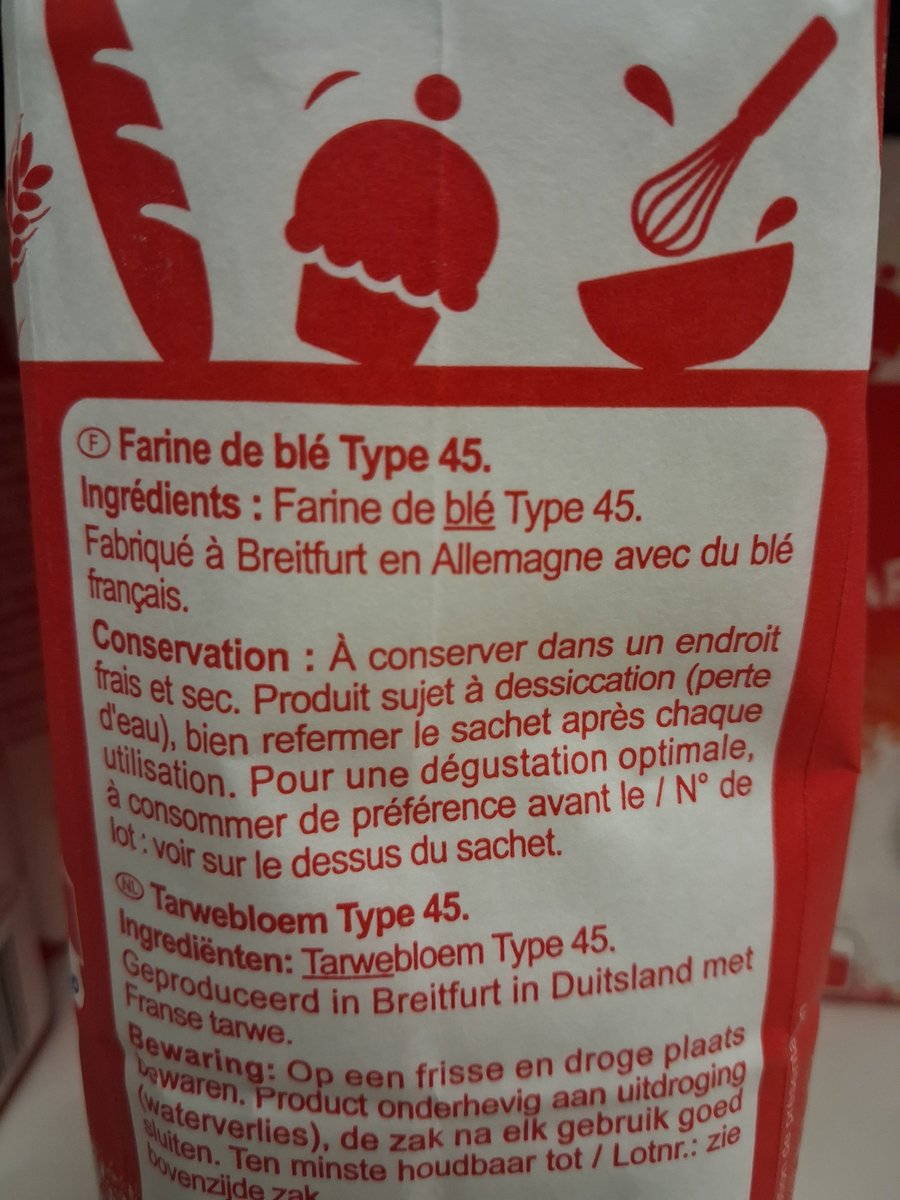 F Farine de blé Type 45.
Ingrédients : Farine de blé Type 45.
Fabriqué à Breitfurt en Allemagne avec du blé
français.
Conservation : À conserver dans un endroit
frais et sec. Produit sujet à dessiccation (perte
d'eau), bien refermer le sachet après chaque
utilisation. Pour une dégustation optimale,
à consommer de préférence avant le / N° de
lot : voir sur le dessus du sachet.
NL Tarwebloem Type 45.
Ingrediënten: Tarwebloem Type 45.
Geproduceerd in Breitfurt in Duitsland met
Franse tarwe.
Bewaring: Op een frisse en droge plaats
bewaren. Product onderhevig aan uitdroging
(waterverlies), de zak na elk gebruik goed
sluiten. Ten minste houdbaar tot / Lotnr.: zie
bovenzijde zak